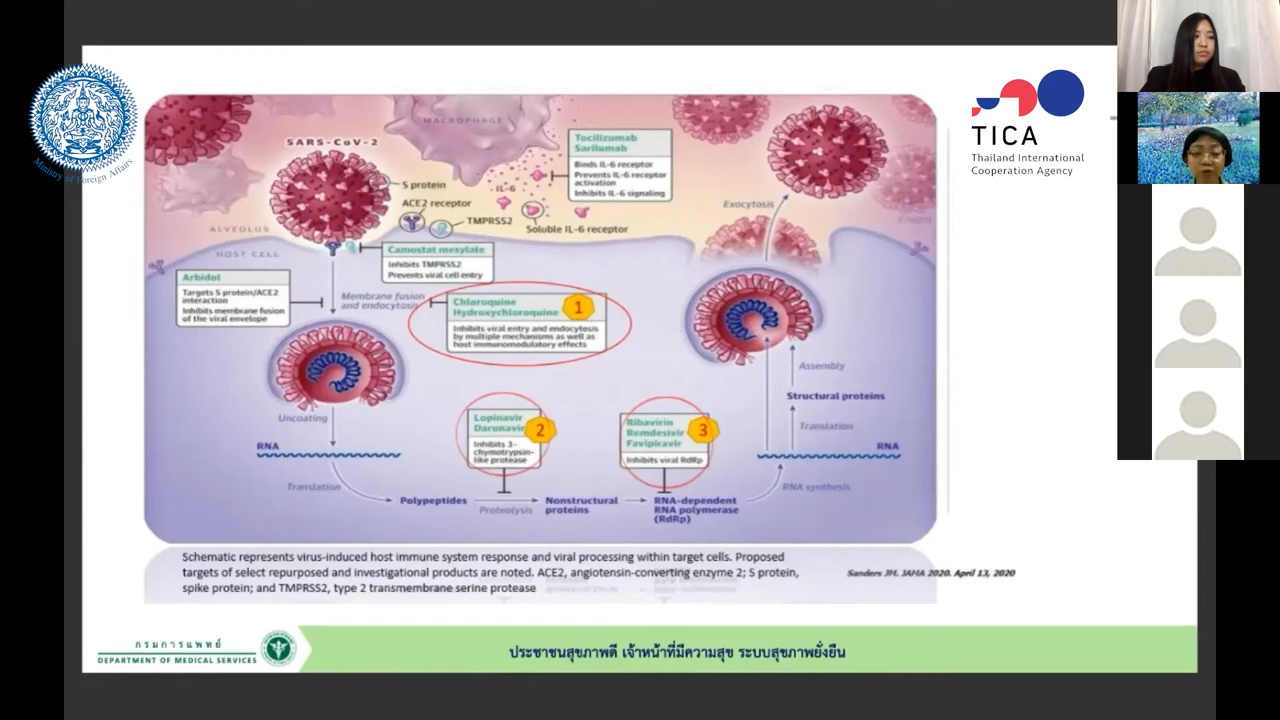 Ministry of Foreign Affairs
TICA
Thailand International
Cooperation Agency
MACROPHAGE
SARS-CoV-2
S protein
ACE2 receptor
TMPRSS2
IL-6
Soluble IL-6 receptor
Tocilizumab
Sarilumab
Binds IL-6 receptor
Prevents IL-6 receptor
activation
Inhibits IL-6 signaling
Exocytosis
ALVEOLUS
HOST CELL
Camostat mesylate
Inhibits TMPRSS2
Prevents viral cell entry
Arbidol
Targets S protein/ACE2
interaction
Inhibits membrane fusion
of the viral envelope
Membrane fusion
and endocytosis
Chloroquine
Hydroxychloroquine
1
Inhibits viral entry and endocytosis
by multiple mechanisms as well as
host immunomodulatory effects
Uncoating
RNA
Translation
Polypeptides
Lopinavir
Darunavir
2
Inhibits 3-
chymotrypsin-
like protease
Proteolysis
Nonstructural
proteins
Ribavirin
Remdesivir
Favipiravir
3
Inhibits viral RdRp
RNA-dependent
RNA polymerase
(RdRp)
RNA synthesis
RNA
Translation
Structural proteins
Assembly
Schematic represents virus-induced host immune system response and viral processing within target cells. Proposed
targets of select repurposed and investigational products are noted. ACE2, angiotensin-converting enzyme 2; S protein,
spike protein; and TMPRSS2, type 2 transmembrane serine protease
Sanders JH. JAHA 2020. April 13, 2020
กรมการแพทย์
DEPARTMENT OF MEDICAL SERVICES
ประชาชนสุขภาพดี เจ้าหน้าที่มีความสุข ระบบสุขภาพยั่งยืน